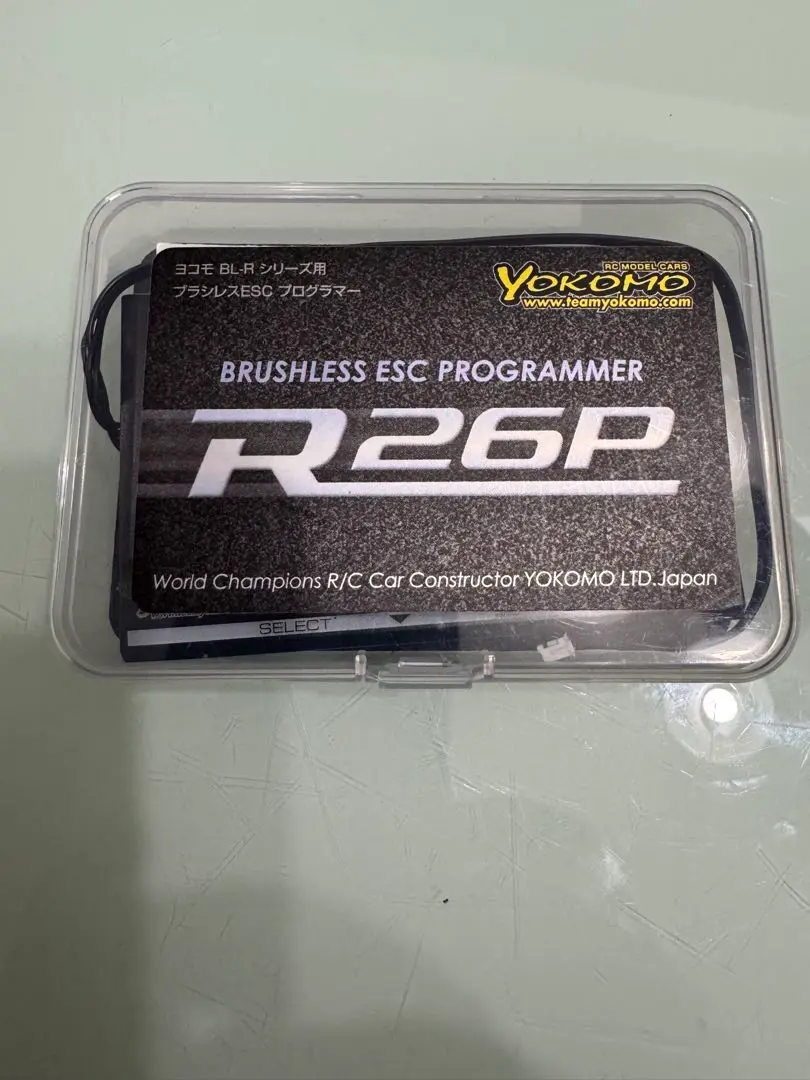 ヨコモ BL-R シリーズ用
ブラシレスESC プログラマー
RC MODEL CARS
YOKOMO
www.teamyokomo.com
BRUSHLESS ESC PROGRAMMER
R26P
World Champions R/C Car Constructor YOKOMO LTD.Japan
SELECT